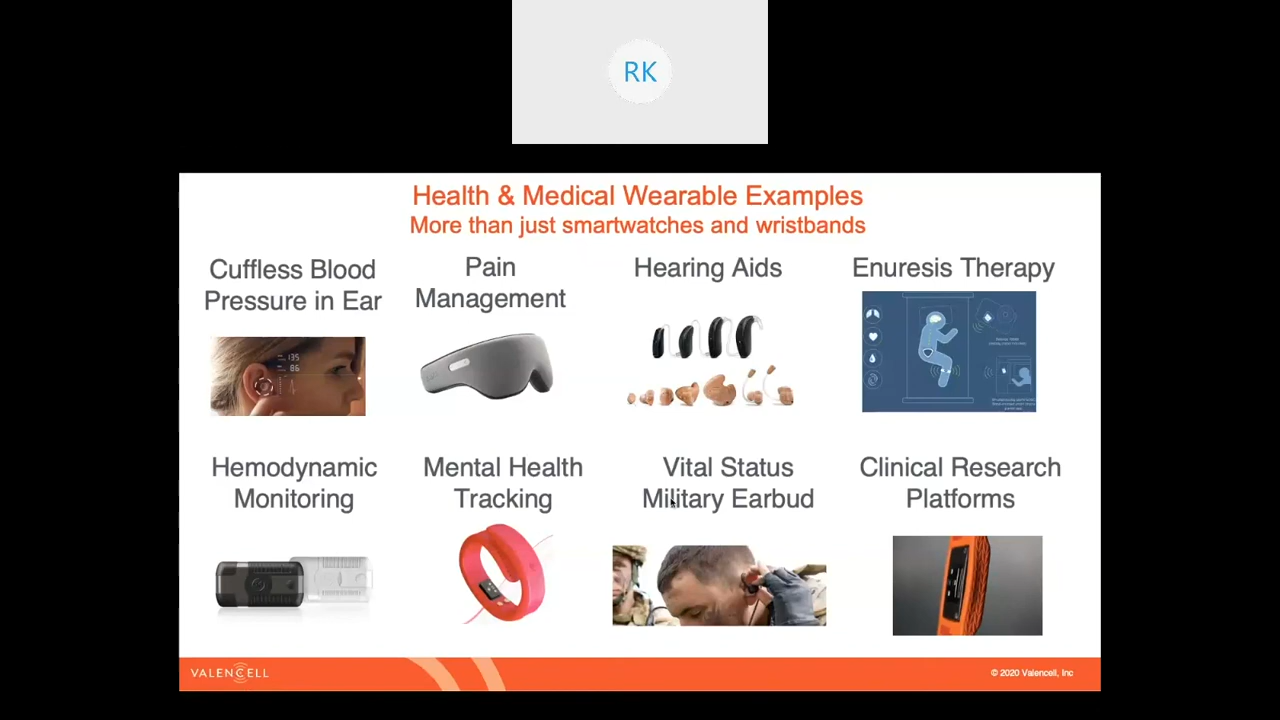 RK
Health & Medical Wearable Examples
More than just smartwatches and wristbands
Cuffless Blood
Pressure in Ear
Pain
Management
Hearing Aids
Enuresis Therapy
135
86
Hemodynamic
Monitoring
Mental Health
Tracking
Vital Status
Military Earbud
Clinical Research
Platforms
VALENCELL
© 2020 Valencell, Inc